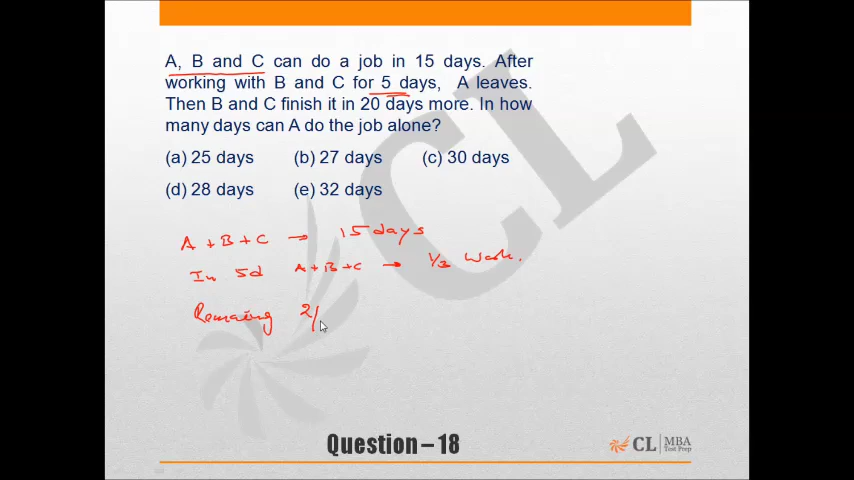 A, B and C can do a job in 15 days. After
working with B and C for 5 days, A leaves.
Then B and C finish it in 20 days more. In how
many days can A do the job alone?
(a) 25 days (b) 27 days (c) 30 days
(d) 28 days (e) 32 days
A + B + C → 15 days
In 5d A + B + C → 1/3 Work.
Remaining 2/
Question – 18
CL MBA
Test Prep
CL